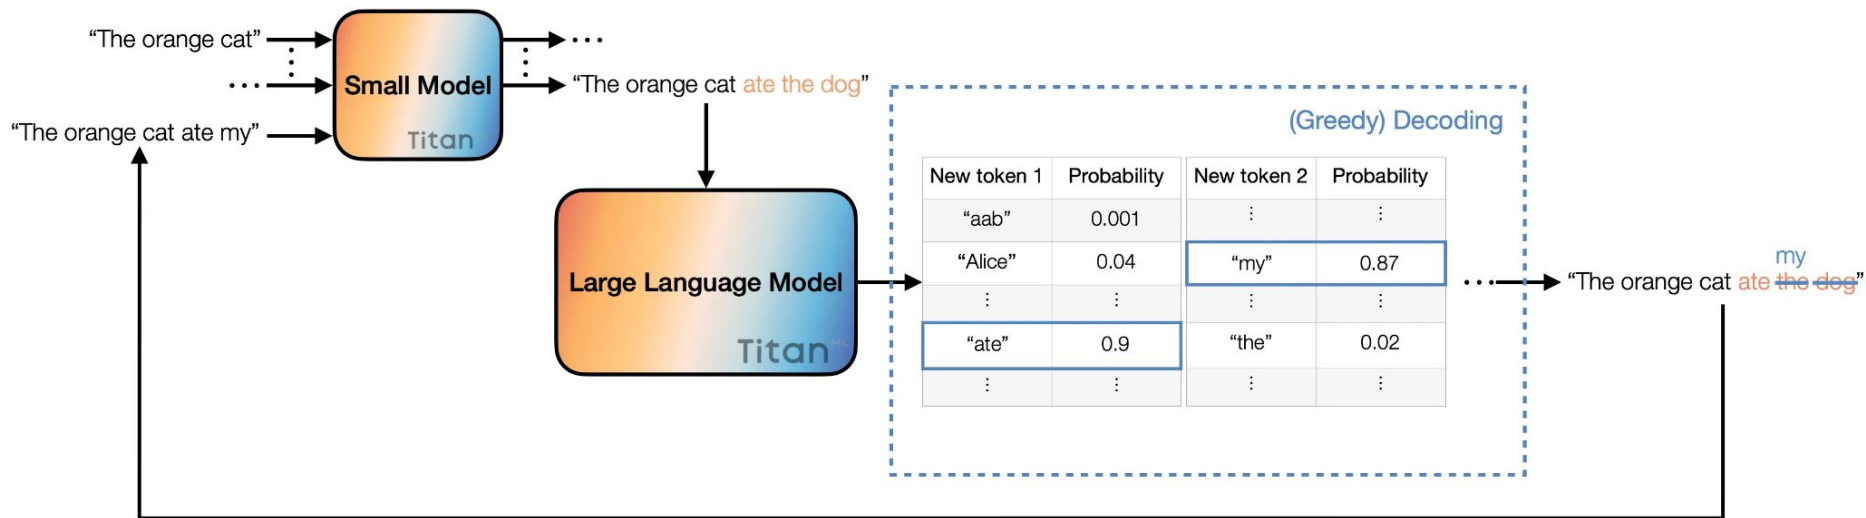 “The orange cat”
Small Model
Titan
“The orange cat ate my”
“The orange cat ate the dog”
Large Language Model
Titan ML
(Greedy) Decoding
New token 1 Probability New token 2 Probability
“aab” 0.001
“Alice” 0.04 “my” 0.87
“ate” 0.9 “the” 0.02
my
“The orange cat ate the dog”